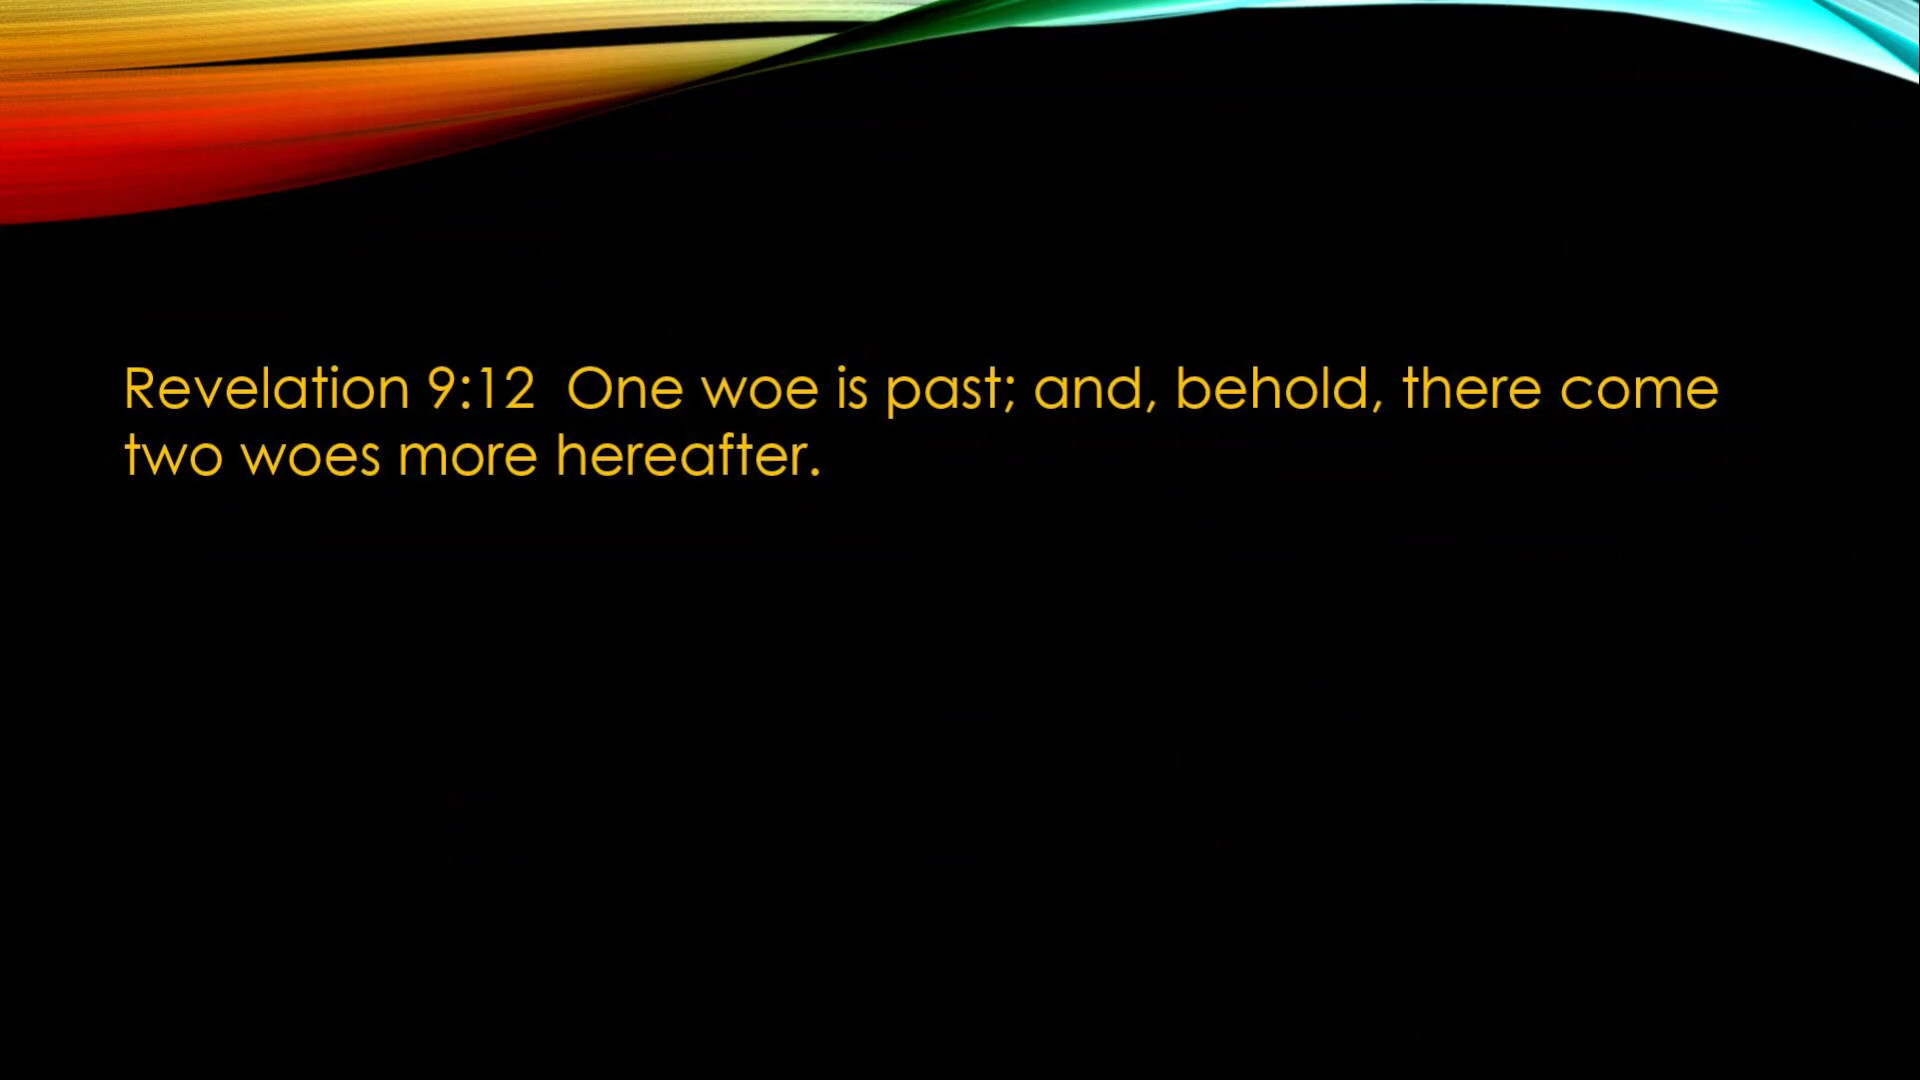 Revelation 9:12  One woe is past; and, behold, there come
two woes more hereafter.